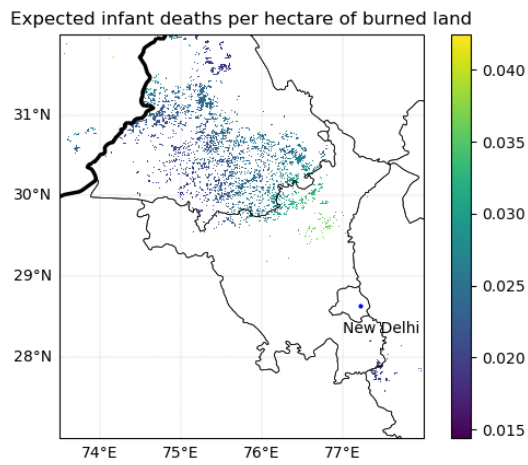 Expected infant deaths per hectare of burned land
31°N
30°N
29°N
28°N
74°E 75°E 76°E 77°E
New Delhi
0.040
0.035
0.030
0.025
0.020
0.015